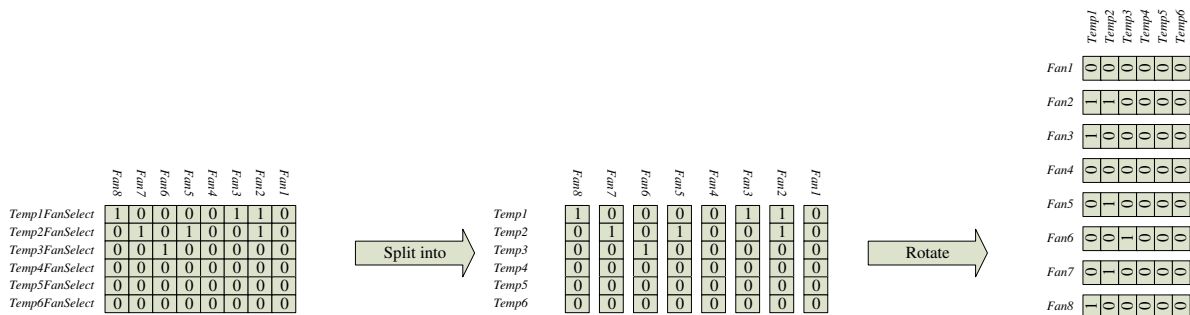 Fan8 Fan7 Fan6 Fan5 Fan4 Fan3 Fan2 Fan1
Temp1FanSelect 1 0 0 0 0 1 1 0
Temp2FanSelect 0 1 0 1 0 0 1 0
Temp3FanSelect 0 0 1 0 0 0 0 0
Temp4FanSelect 0 0 0 0 0 0 0 0
Temp5FanSelect 0 0 0 0 0 0 0 0
Temp6FanSelect 0 0 0 0 0 0 0 0
Split into
Fan8 Fan7 Fan6 Fan5 Fan4 Fan3 Fan2 Fan1
Temp1 1 0 0 0 0 1 1 0
Temp2 0 1 0 1 0 0 1 0
Temp3 0 0 1 0 0 0 0 0
Temp4 0 0 0 0 0 0 0 0
Temp5 0 0 0 0 0 0 0 0
Temp6 0 0 0 0 0 0 0 0
Rotate
Temp1 Temp2 Temp3 Temp4 Temp5 Temp6
Fan1 0 0 0 0 0 0
Fan2 1 1 0 0 0 0
Fan3 1 0 0 0 0 0
Fan4 0 0 0 0 0 0
Fan5 0 1 0 0 0 0
Fan6 0 0 1 0 0 0
Fan7 0 1 0 0 0 0
Fan8 1 0 0 0 0 0